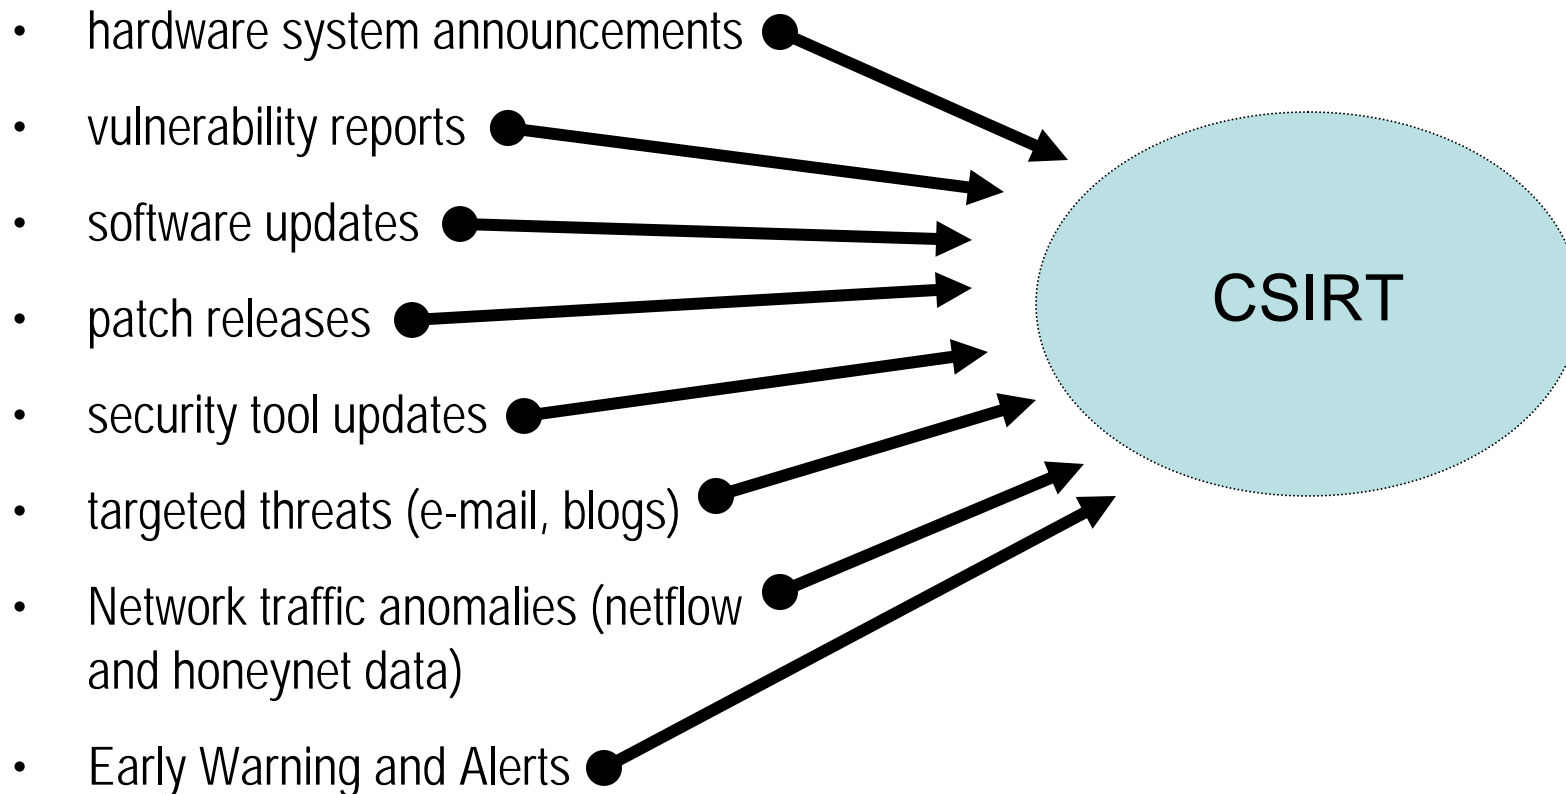 • hardware system announcements
• vulnerability reports
• software updates
• patch releases
• security tool updates
• targeted threats (e-mail, blogs)
• Network traffic anomalies (netflow
and honeynet data)
• Early Warning and Alerts
CSIRT